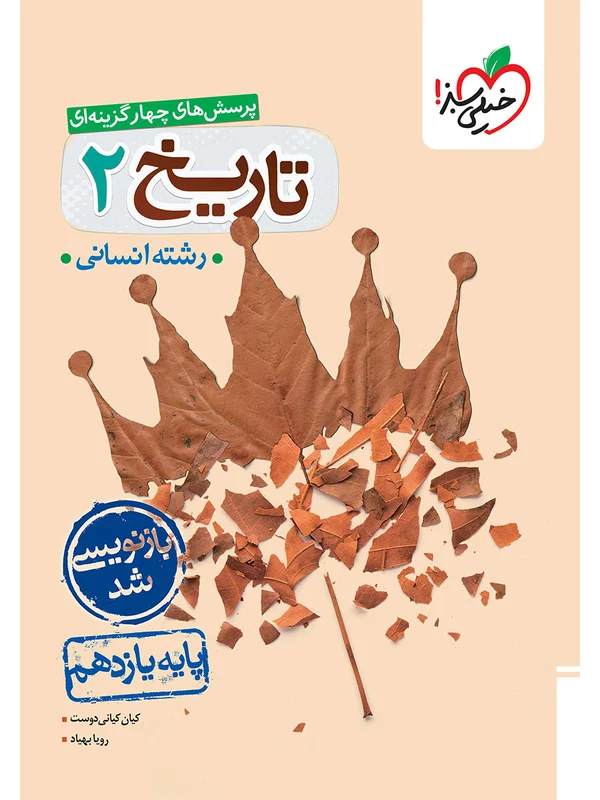 خیلی سبز!
پرسش‌های چهارگزینه‌ای
تاریخ ۲
• رشته انسانی •
بازنویسی
شد
پایه یازدهم
کیان کیانی‌دوست
رویا بهیاد